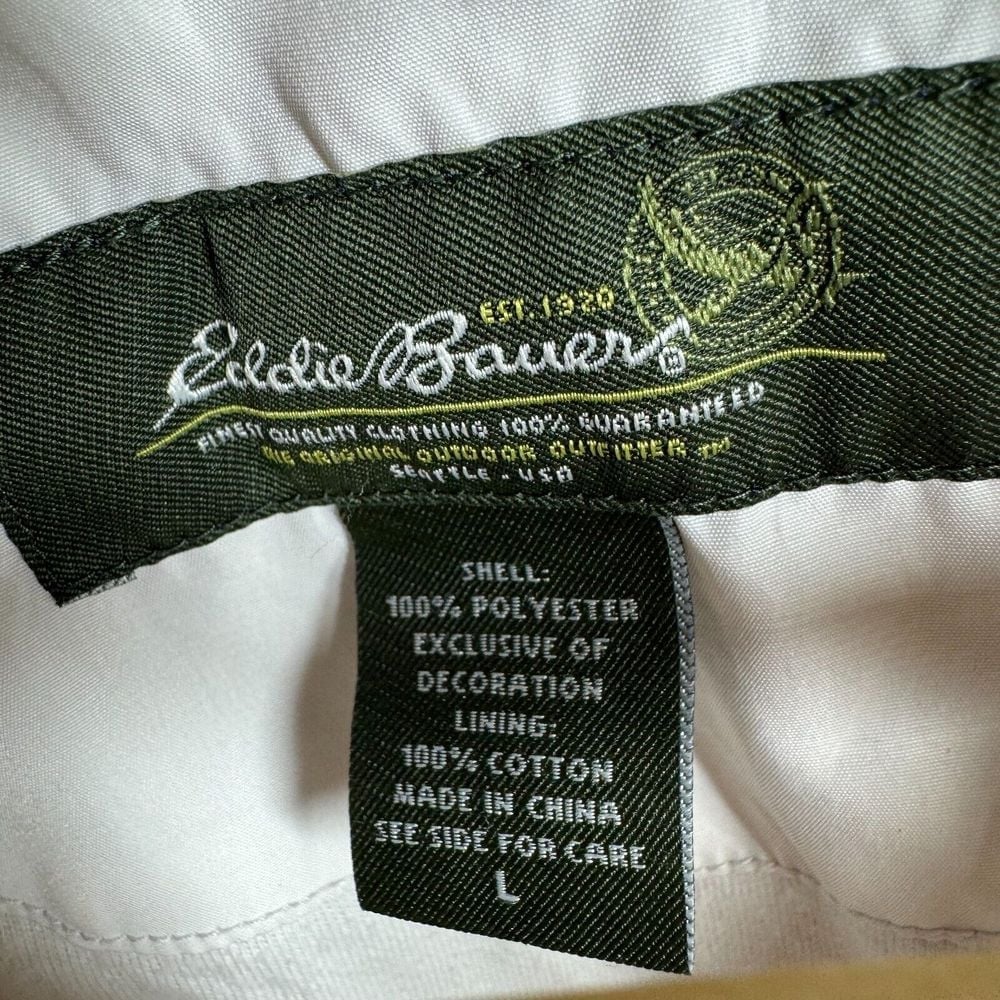 EST. 1920
Eddie Bauer ®
FINEST QUALITY CLOTHING 100% GUARANTEED
THE ORIGINAL OUTDOOR OUTFITTER ™
SEATTLE . USA
SHELL:
100% POLYESTER
EXCLUSIVE OF
DECORATION
LINING:
100% COTTON
MADE IN CHINA
SEE SIDE FOR CARE
L